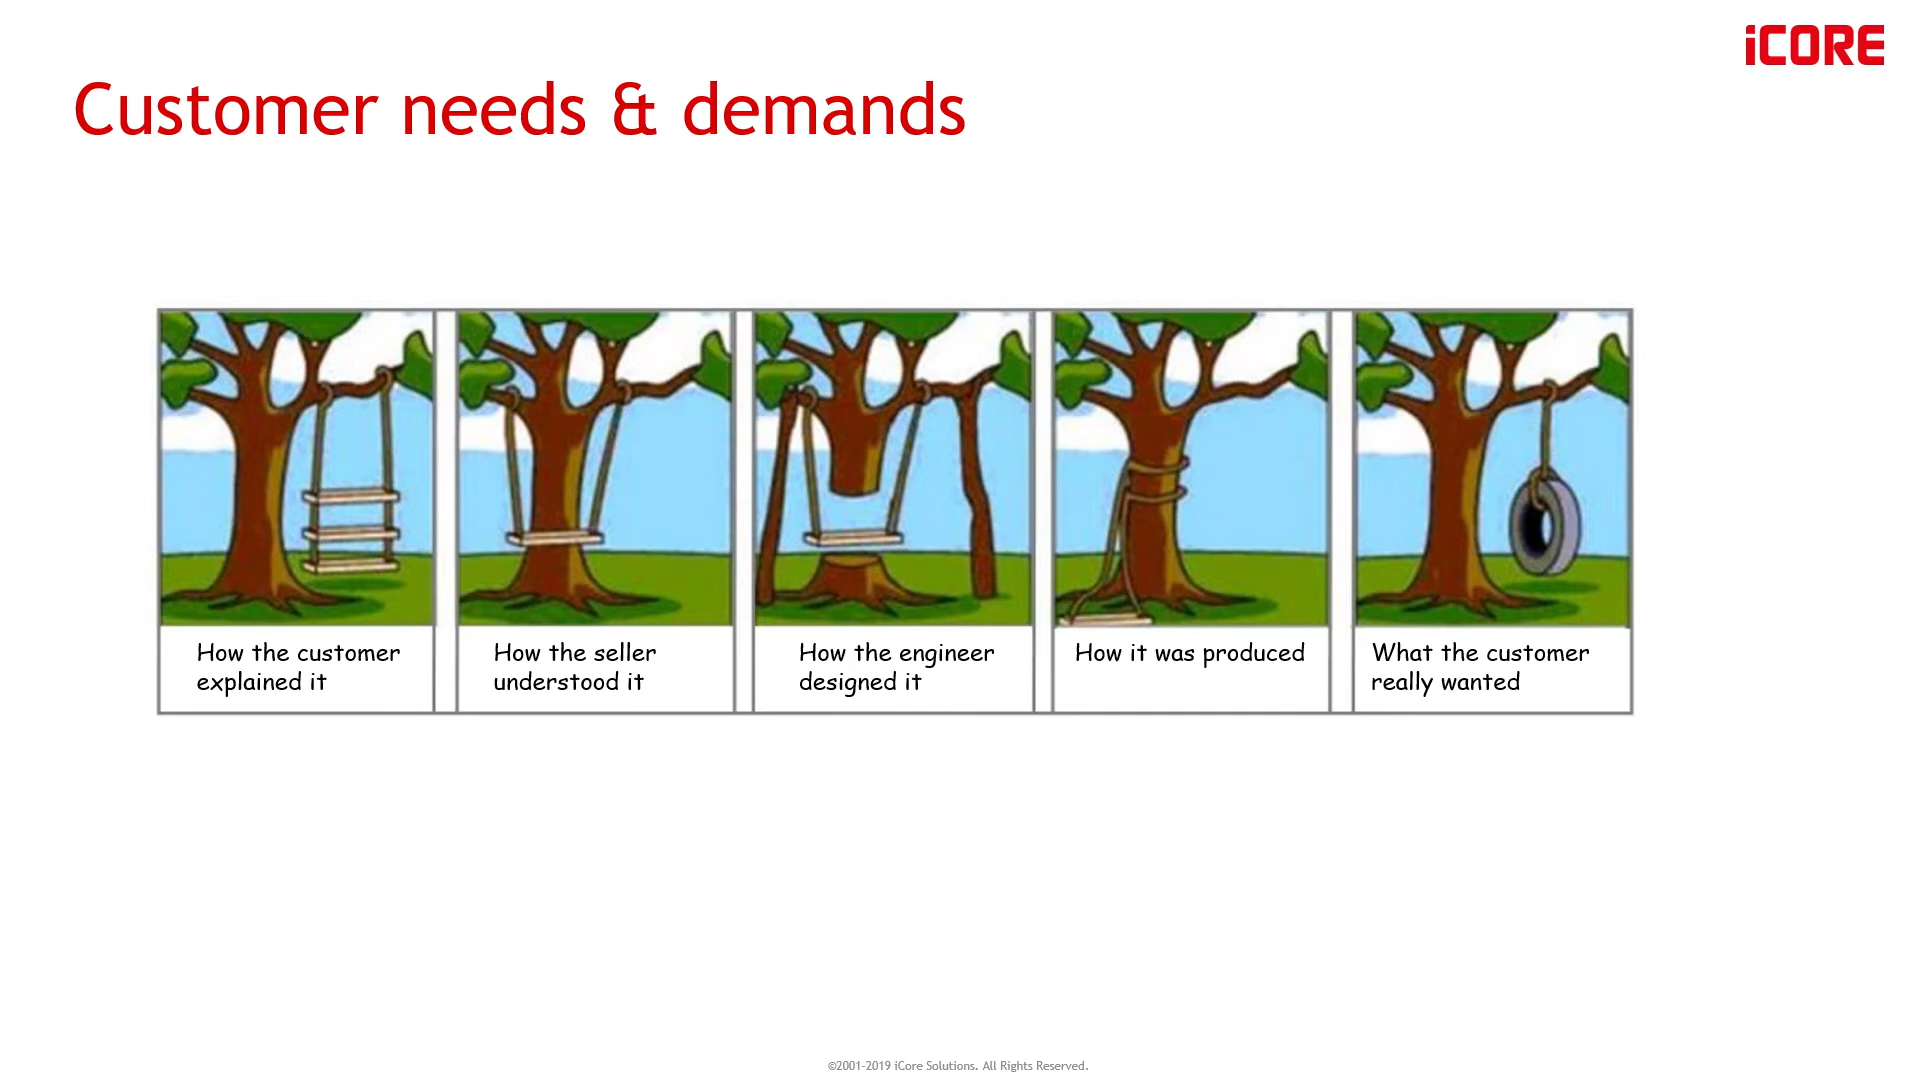 iCORE
Customer needs & demands
How the customer
explained it
How the seller
understood it
How the engineer
designed it
How it was produced
What the customer
really wanted
©2001-2019 iCore Solutions. All Rights Reserved.